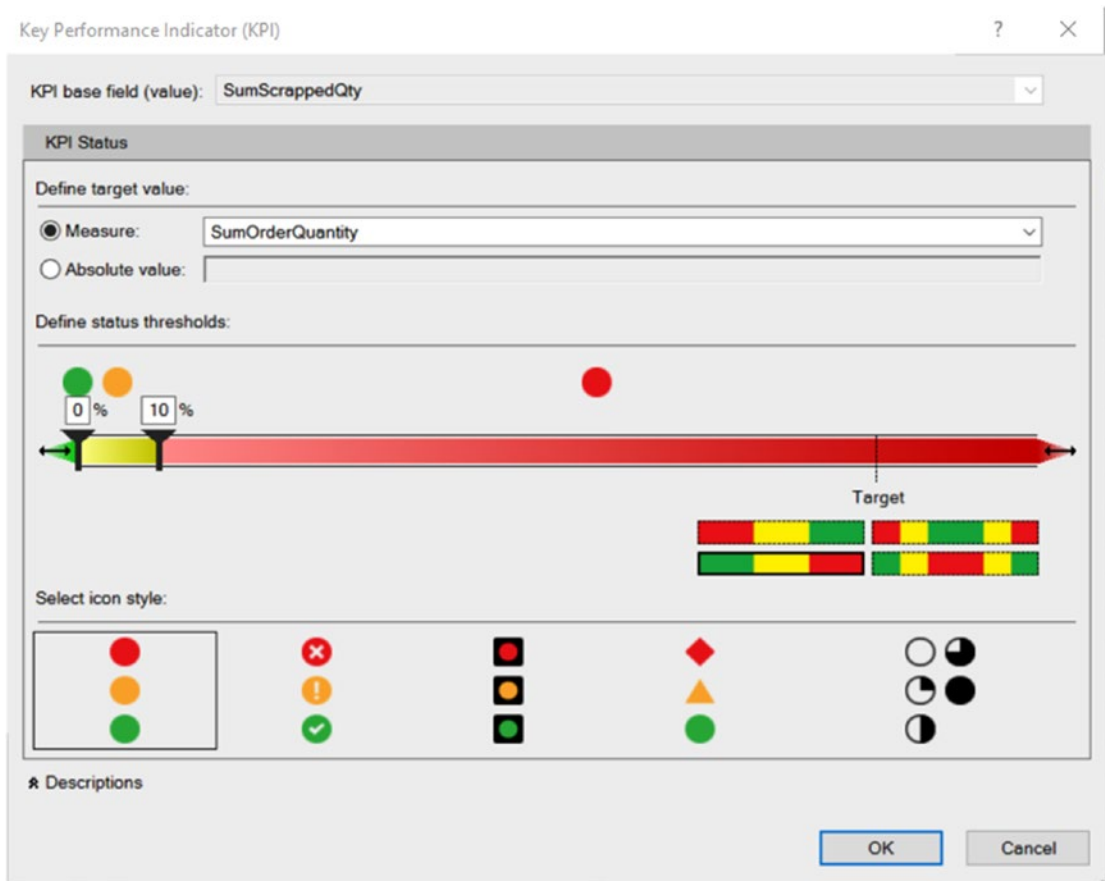 Key Performance Indicator (KPI) ?
KPI base field (value): SumScrappedQty
KPI Status
Define target value:
Measure: SumOrderQuantity
Absolute value:
Define status thresholds:
0 % 10 %
Target
Select icon style:
Descriptions
OK Cancel